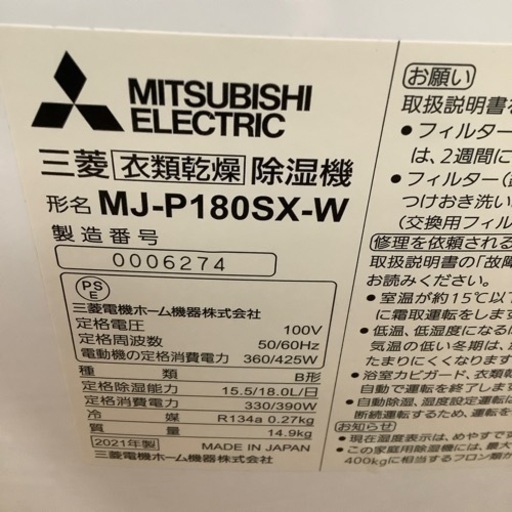 MITSUBISHI
ELECTRIC
三菱 衣類乾燥 除湿機
形名 MJ-P180SX-W
製造番号
0006274
PS
E
三菱電機ホーム機器株式会社
定格電圧 100V
定格周波数 50/60Hz
電動機の定格消費電力 360/425W
種類 B形
定格除湿能力 15.5/18.0L/日
定格消費電力 330/390W
冷媒 R134a 0.27kg
質量 14.9kg
2021年製 MADE IN JAPAN
三菱電機ホーム機器株式会社
お願い
取扱説明書を
●フィルター
は、2週間に
●フィルター(
つけおき洗い
(交換用フィル
修理を依頼される
取扱説明書の「故障
お読みください。
●室温が約15℃以
に霜取運転をします
●低温、低湿度になる
気温の低い冬期は、
たまりにくくなります
●浴室カビガード、衣類
自動で運転を終了します
●自動除湿、湿度設定運転は
断続運転するため、運転を
お知らせ
●現在湿度表示は、めやすです
●この家庭用除湿機には、最大
400kgに相当するフロン類が